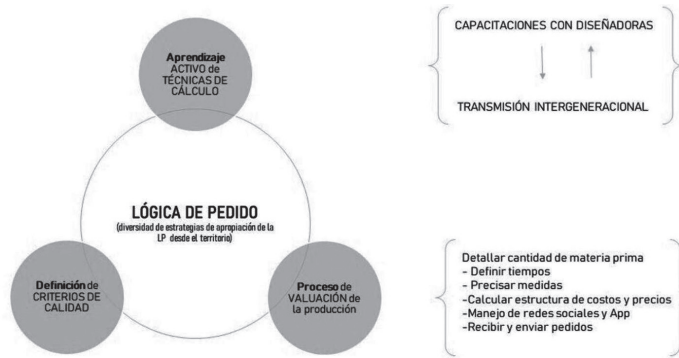 Aprendizaje
ACTIVO de
TÉCNICAS DE
CÁLCULO
CAPACITACIONES CON DISEÑADORAS
TRANSMISIÓN INTERGENERACIONAL
LÓGICA DE PEDIDO
(diversidad de estrategias de apropiación de la
LP desde el territorio)
Definición de
CRITERIOS DE
CALIDAD
Proceso de
VALUACIÓN de
la producción
Detallar cantidad de materia prima
- Definir tiempos
- Precisar medidas
-Calcular estructura de costos y precios
-Manejo de redes sociales y App
-Recibir y enviar pedidos